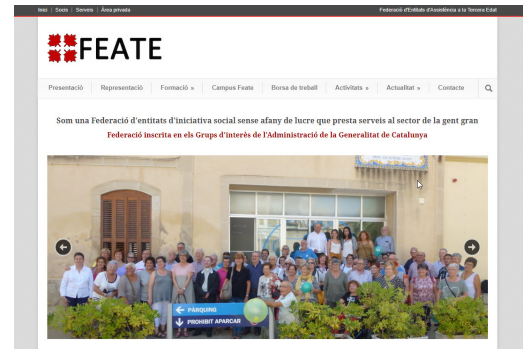 Inici | Socis | Serveis | Àrea privada
Federació d'Entitats d'Assistència a la Tercera Edat
FEATE
Presentació
Representació
Formació »
Campus Feate
Borsa de treball
Activitats »
Actualitat »
Contacte
Som una Federació d'entitats d'iniciativa social sense afany de lucre que presta serveis al sector de la gent gran
Federació inscrita en els Grups d'interès de l'Administració de la Generalitat de Catalunya
PÀRQUING
PROHIBIT APARCAR